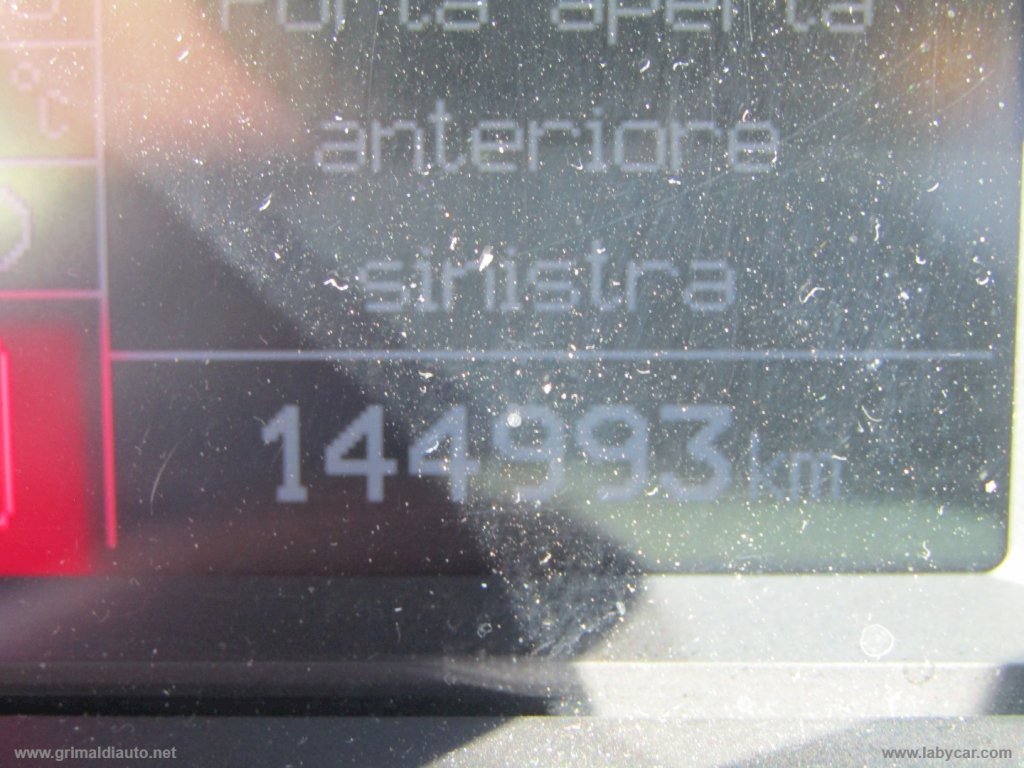 Porta aperta
°C
anteriore
sinistra
144993 km
www.grimaldiauto.net
www.labycar.com